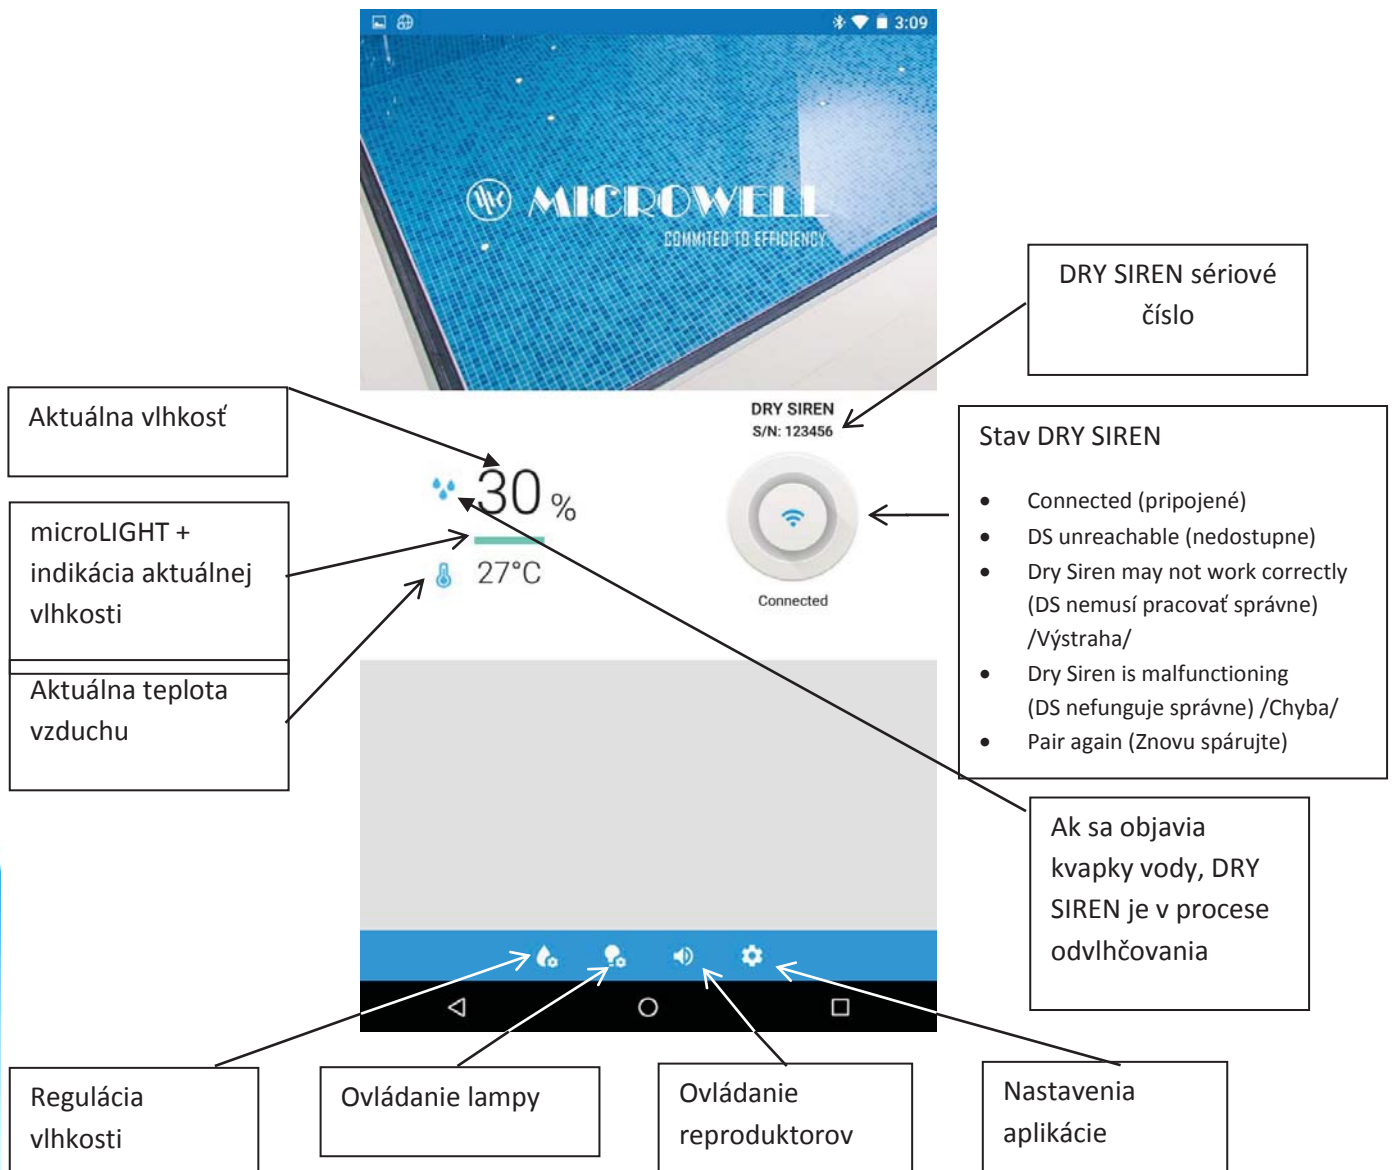 3:09
MICROWELL
COMMITED TO EFFICIENCY
DRY SIREN sériové
číslo
Aktuálna vlhkosť
DRY SIREN
S/N: 123456
30 %
27°C
Connected
Stav DRY SIREN
• Connected (pripojené)
• DS unreachable (nedostupne)
• Dry Siren may not work correctly
(DS nemusí pracovať správne)
/Výstraha/
• Dry Siren is malfunctioning
(DS nefunguje správne) /Chyba/
• Pair again (Znovu spárujte)
microLIGHT +
indikácia aktuálnej
vlhkosti
Aktuálna teplota
vzduchu
Ak sa objavia
kvapky vody, DRY
SIREN je v procese
odvlhčovania
Regulácia
vlhkosti
Ovládanie lampy
Ovládanie
reproduktorov
Nastavenia
aplikácie